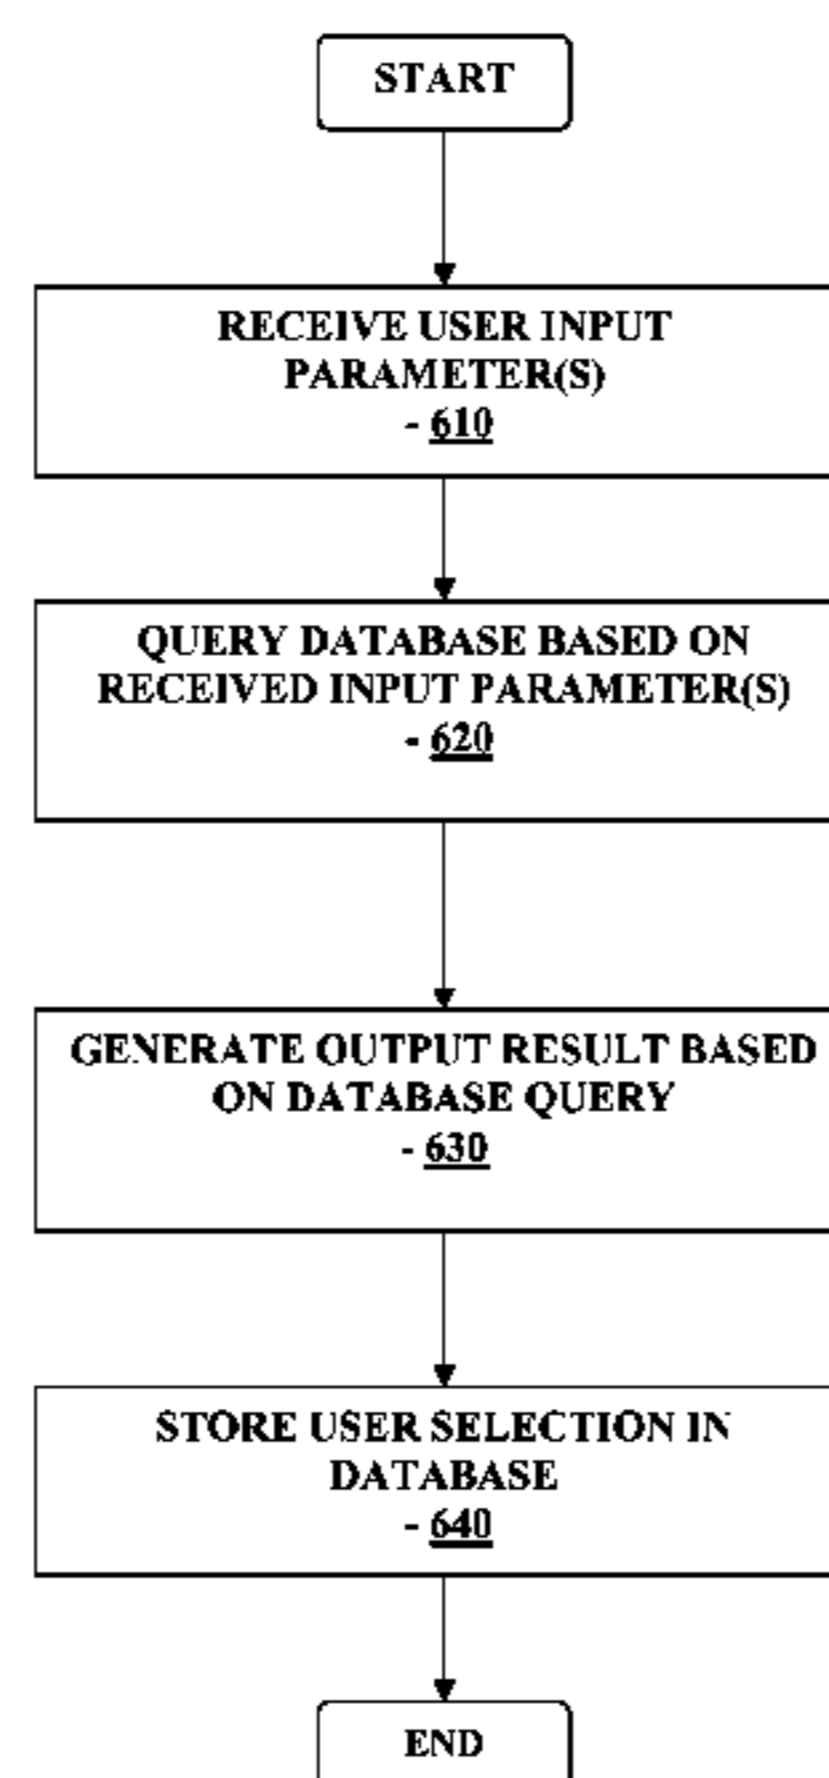 START
RECEIVE USER INPUT
PARAMETER(S)
- 610
QUERY DATABASE BASED ON
RECEIVED INPUT PARAMETER(S)
- 620
GENERATE OUTPUT RESULT BASED
ON DATABASE QUERY
- 630
STORE USER SELECTION IN
DATABASE
- 640
END